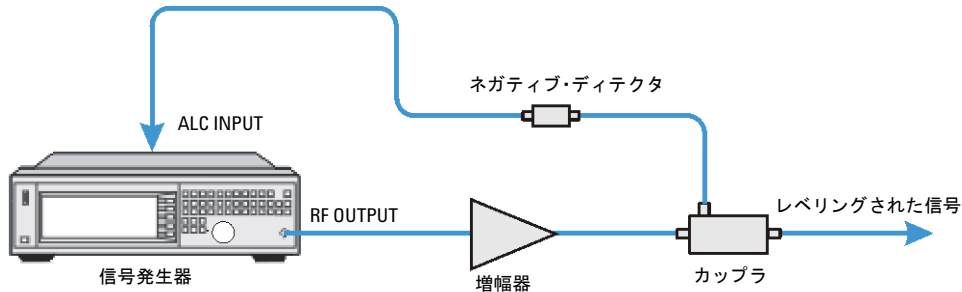 ネガティブ・ディテクタ
ALC INPUT
RF OUTPUT
レベリングされた信号
信号発生器
増幅器
カップラ